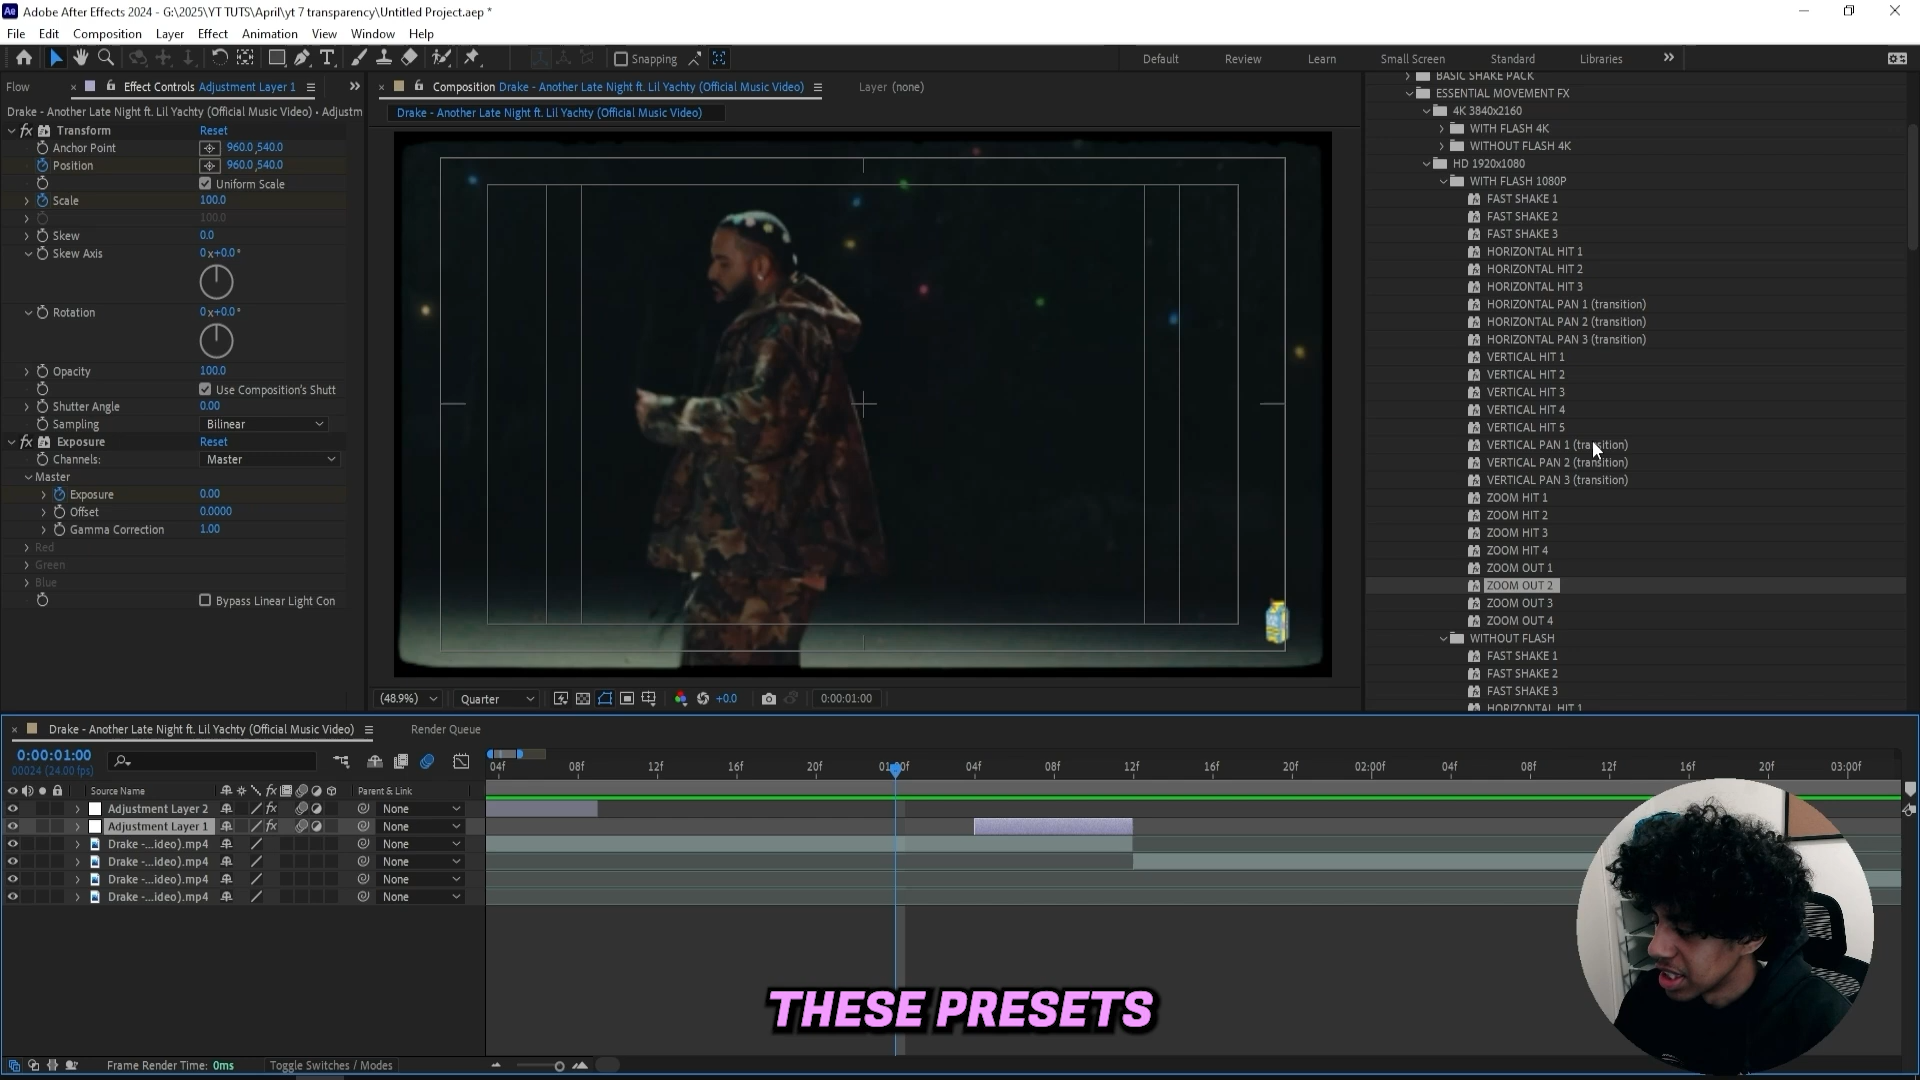 Adobe After Effects 2024 - G:\2025\YT TUTS\April\yt 7 transparency\Untitled Project.aep *
File Edit Composition Layer Effect Animation View Window Help
Snapping
Default Review Learn Small Screen Standard Libraries
Flow
Effect Controls Adjustment Layer 1
Drake - Another Late Night ft. Lil Yachty (Official Music Video) • Adjustm
Transform Reset
Anchor Point 960.0,540.0
Position 960.0,540.0
Uniform Scale
Scale 100.0
100.0
Skew 0.0
Skew Axis 0x+0.0°
Rotation 0x+0.0°
Opacity 100.0
Use Composition's Shutt
Shutter Angle 0.00
Sampling Bilinear
Exposure Reset
Channels: Master
Master
Exposure 0.00
Offset 0.0000
Gamma Correction 1.00
Red
Green
Blue
Bypass Linear Light Con
Composition Drake - Another Late Night ft. Lil Yachty (Official Music Video)
Layer (none)
Drake - Another Late Night ft. Lil Yachty (Official Music Video)
(48.9%) Quarter +0.0 0:00:01:00
BASIC SHAKE PACK
ESSENTIAL MOVEMENT FX
4K 3840x2160
WITH FLASH 4K
WITHOUT FLASH 4K
HD 1920x1080
WITH FLASH 1080P
FAST SHAKE 1
FAST SHAKE 2
FAST SHAKE 3
HORIZONTAL HIT 1
HORIZONTAL HIT 2
HORIZONTAL HIT 3
HORIZONTAL PAN 1 (transition)
HORIZONTAL PAN 2 (transition)
HORIZONTAL PAN 3 (transition)
VERTICAL HIT 1
VERTICAL HIT 2
VERTICAL HIT 3
VERTICAL HIT 4
VERTICAL HIT 5
VERTICAL PAN 1 (transition)
VERTICAL PAN 2 (transition)
VERTICAL PAN 3 (transition)
ZOOM HIT 1
ZOOM HIT 2
ZOOM HIT 3
ZOOM HIT 4
ZOOM OUT 1
ZOOM OUT 2
ZOOM OUT 3
ZOOM OUT 4
WITHOUT FLASH
FAST SHAKE 1
FAST SHAKE 2
FAST SHAKE 3
HORIZONTAL HIT 1
Drake - Another Late Night ft. Lil Yachty (Official Music Video)
Render Queue
0:00:01:00
00024 (24.00 fps)
04f 08f 12f 16f 20f 04f 08f 12f 16f 20f 02:00f 04f 08f 12f 16f 20f 03:00f
Source Name Parent & Link
Adjustment Layer 2 None
Adjustment Layer 1 None
Drake -...ideo).mp4 None
Drake -...ideo).mp4 None
Drake -...ideo).mp4 None
Drake -...ideo).mp4 None
THESE PRESETS
Frame Render Time: 0ms Toggle Switches / Modes